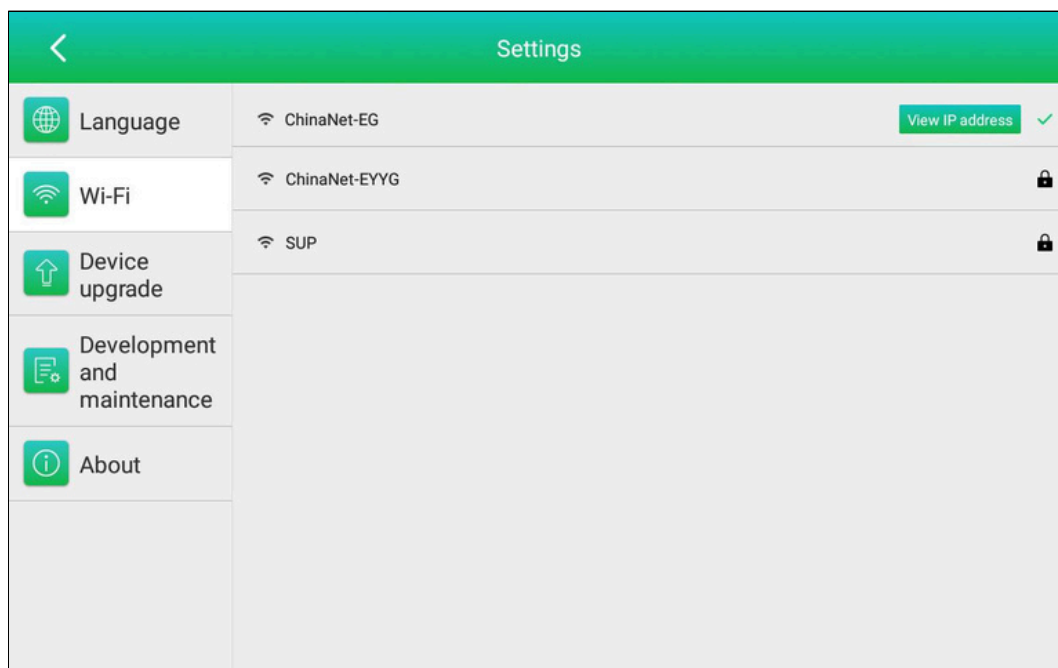 Settings
Language
Wi-Fi
Device
upgrade
Development
and
maintenance
About
ChinaNet-EG
View IP address
ChinaNet-EYYG
SUP